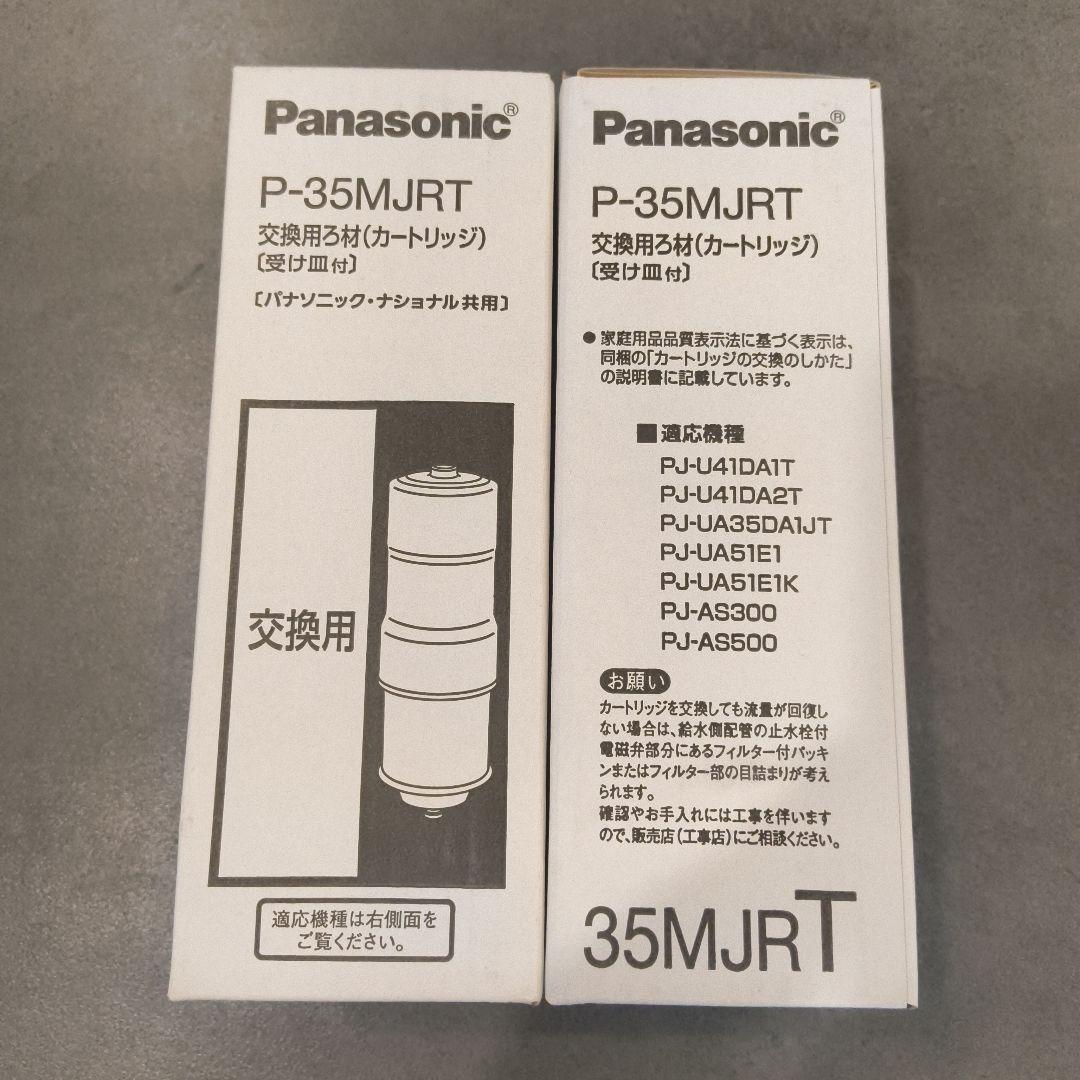 Panasonic®
P-35MJRT
交換用ろ材(カートリッジ)
〔受け皿付〕
〔パナソニック・ナショナル共用〕
交換用
適応機種は右側面を
ご覧ください。
Panasonic®
P-35MJRT
交換用ろ材(カートリッジ)
〔受け皿付〕
●家庭用品品質表示法に基づく表示は、
同梱の「カートリッジの交換のしかた」
の説明書に記載しています。
■適応機種
PJ-U41DA1T
PJ-U41DA2T
PJ-UA35DA1JT
PJ-UA51E1
PJ-UA51E1K
PJ-AS300
PJ-AS500
お願い
カートリッジを交換しても流量が回復し
ない場合は、給水側配管の止水栓付
電磁弁部分にあるフィルター付パッキ
ンまたはフィルター部の目詰まりが考え
られます。
確認やお手入れには工事を伴います
ので、販売店(工事店)にご相談ください。
35MJRT